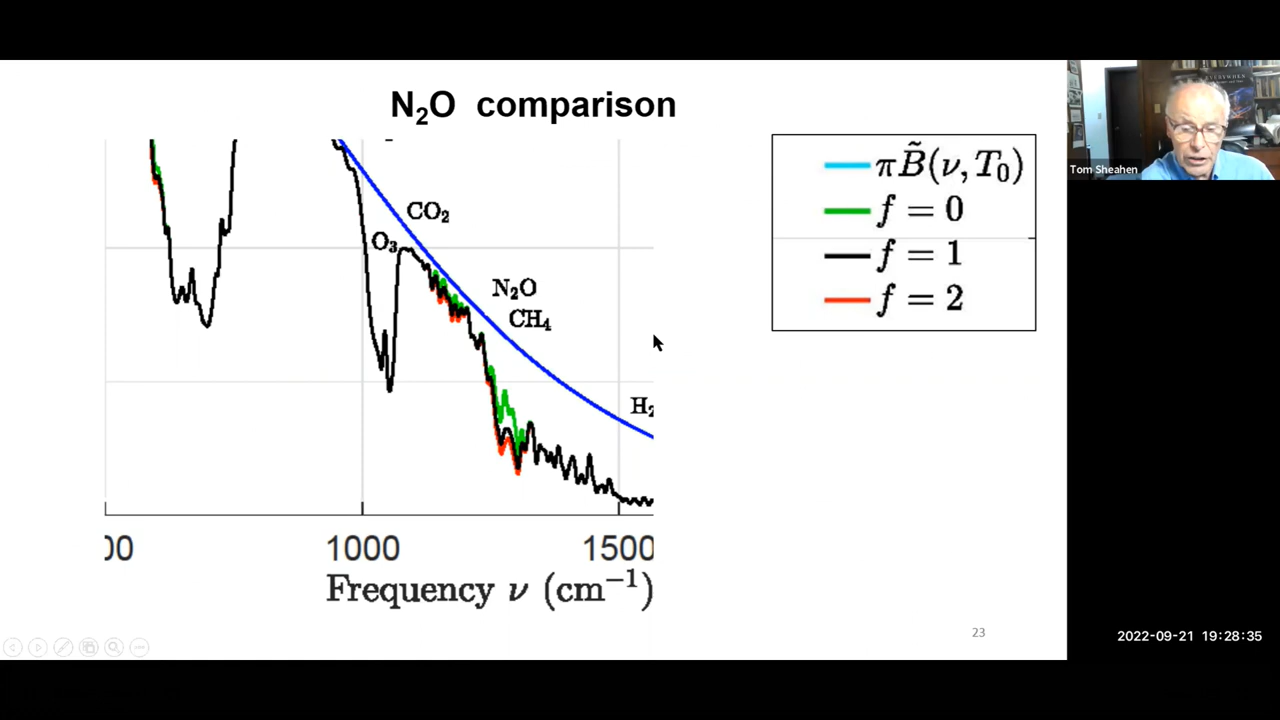 N₂O comparison
CO₂
O₃
N₂O
CH₄
H₂
00
1000
1500
Frequency ν (cm⁻¹)
πB̃(ν, T₀)
f = 0
f = 1
f = 2
23
Tom Sheahen
EVERYWHEN
2022-09-21 19:28:35